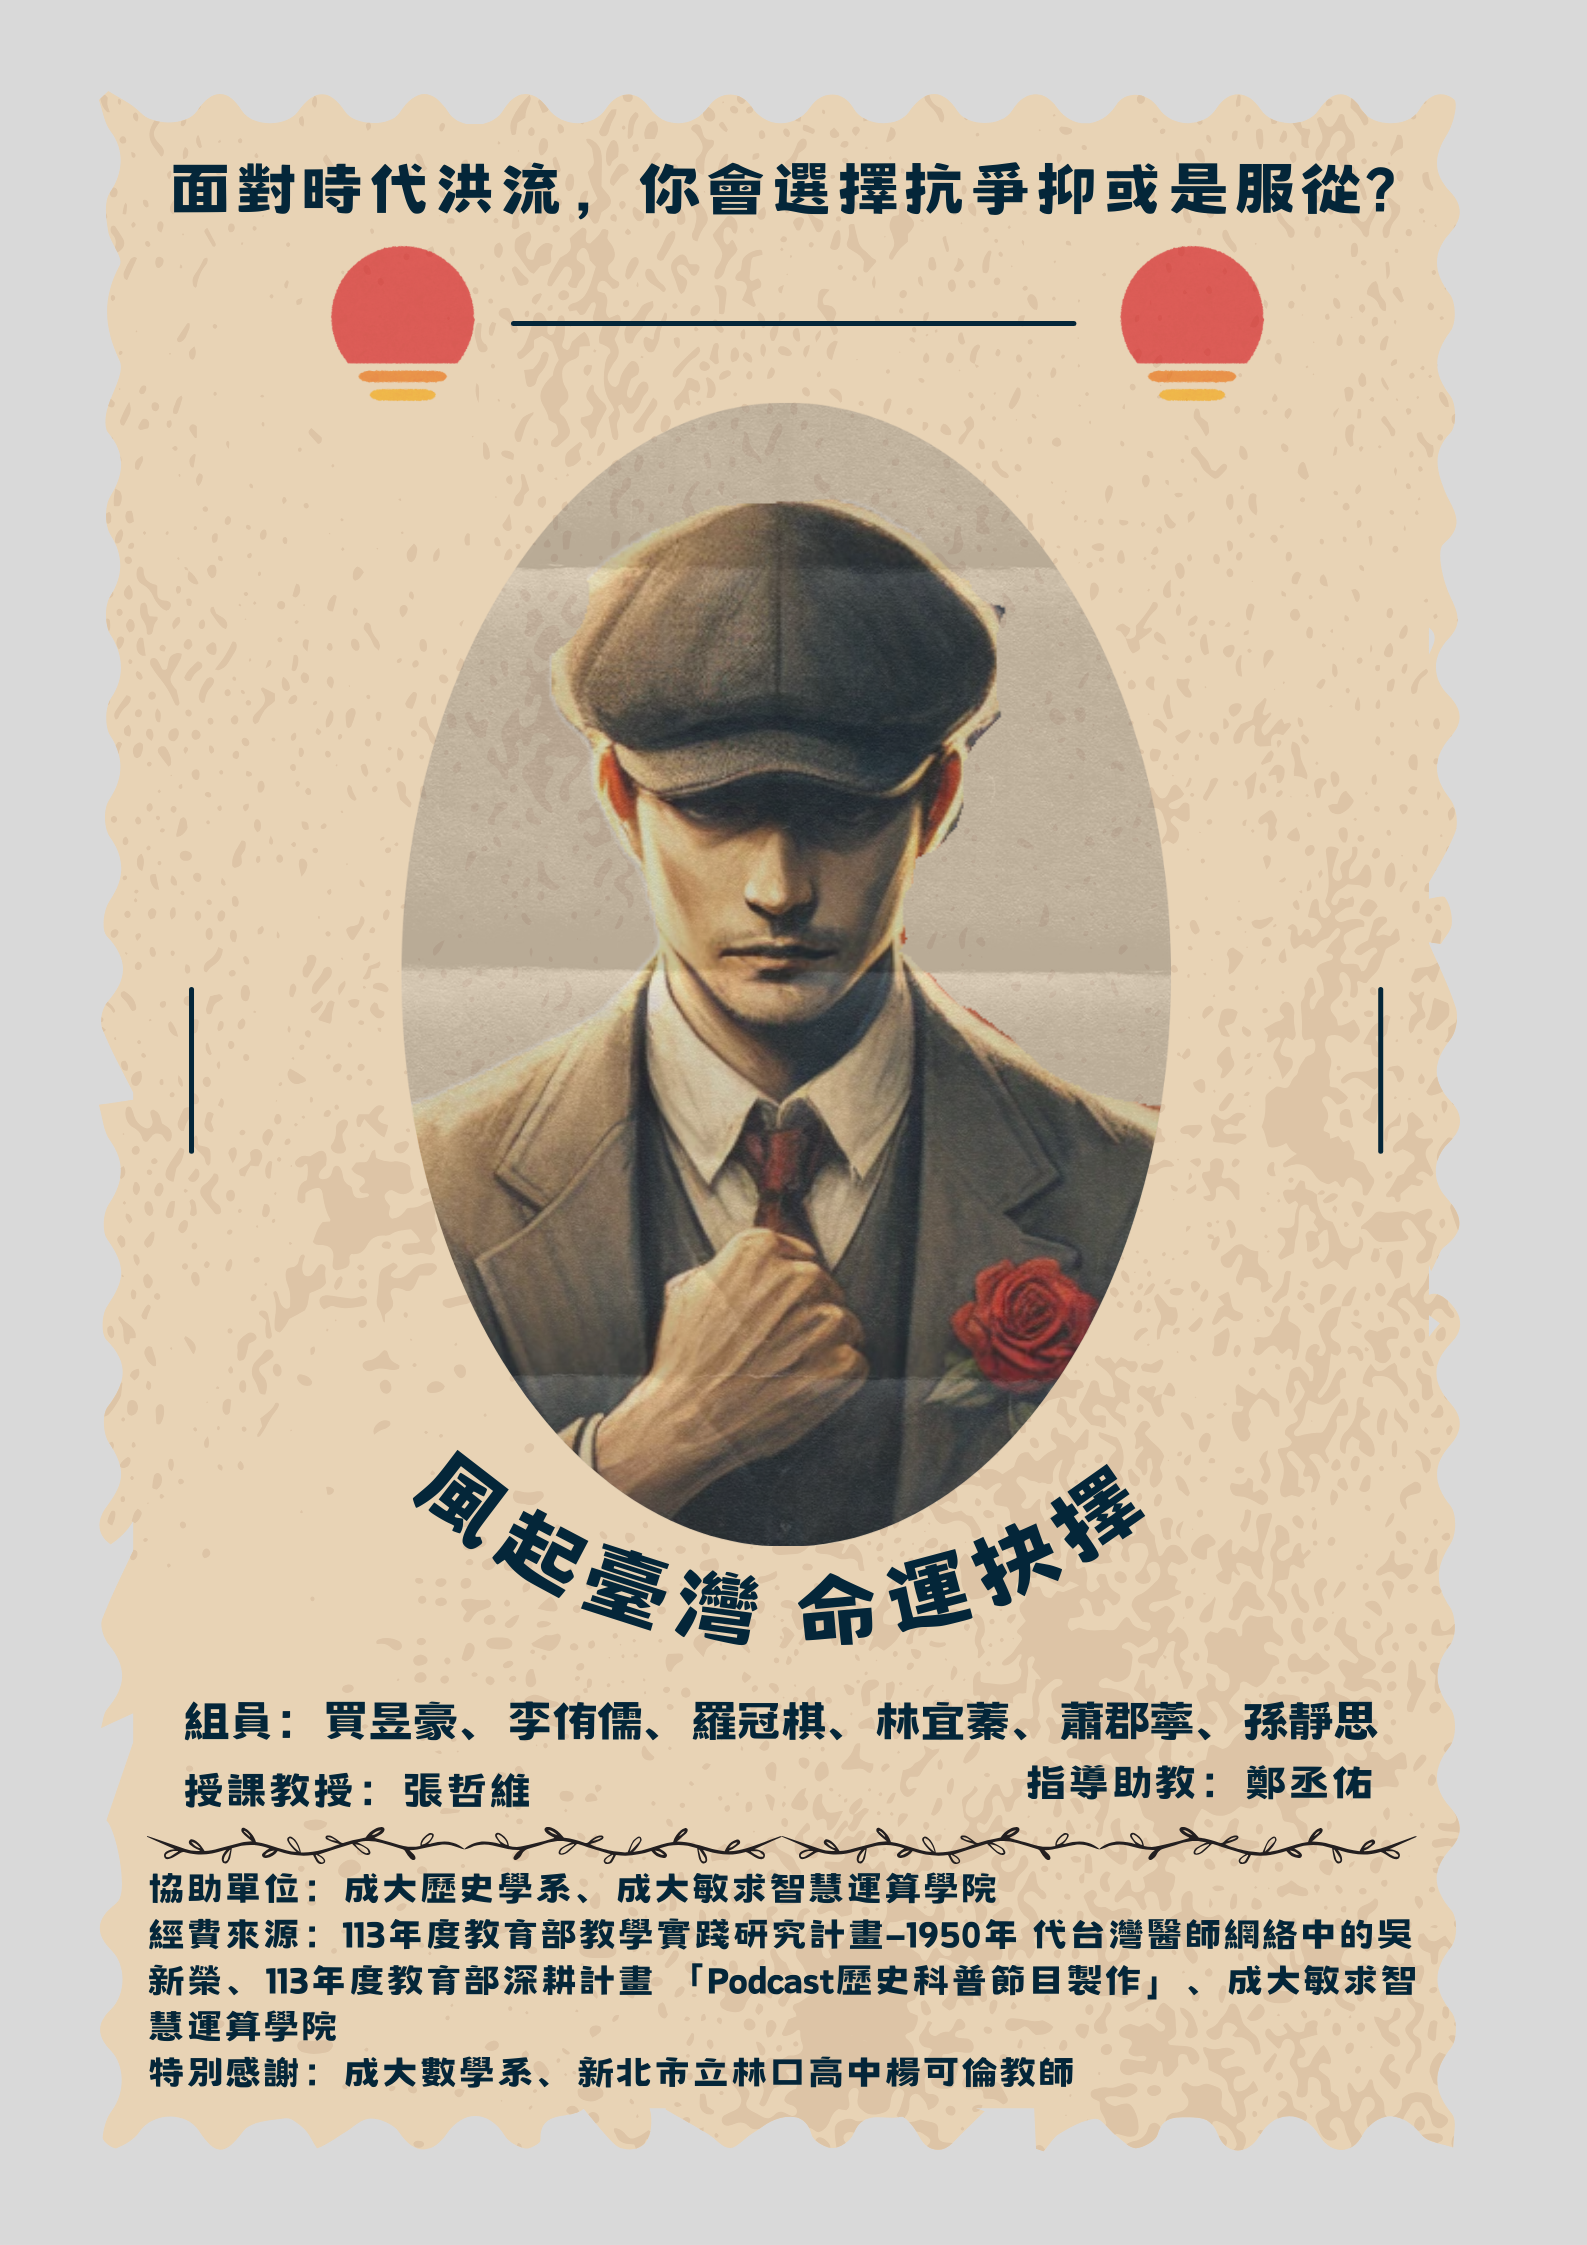 面對時代洪流，你會選擇抗爭抑或是服從?
風起臺灣 命運抉擇
組員：買昱豪、李侑儒、羅冠棋、林宜蓁、蕭郡薴、孫靜思
授課教授：張哲維
指導助教：鄭丞佑
協助單位：成大歷史學系、成大敏求智慧運算學院
經費來源：113年度教育部教學實踐研究計畫–1950年 代台灣醫師網絡中的吳
新榮、113年度教育部深耕計畫 「Podcast歷史科普節目製作」、成大敏求智
慧運算學院
特別感謝：成大數學系、新北市立林口高中楊可倫教師